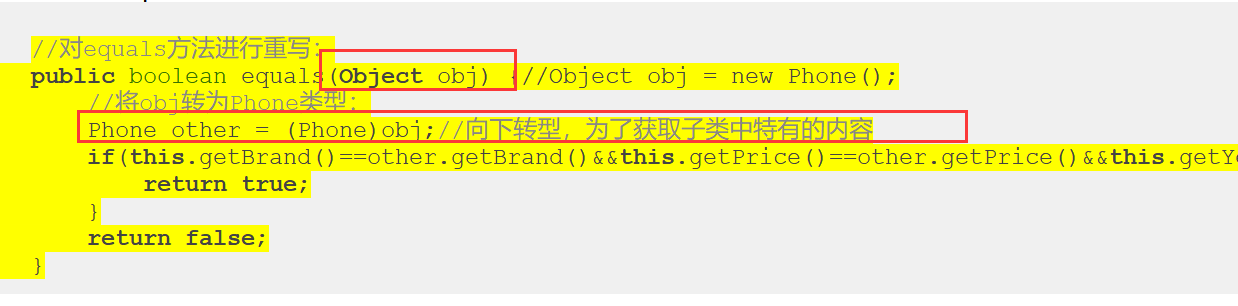 //对equals方法进行重写：
public boolean equals(Object obj) {//Object obj = new Phone();
//将obj转为Phone类型：
Phone other = (Phone)obj;//向下转型，为了获取子类中特有的内容
if(this.getBrand()==other.getBrand()&&this.getPrice()==other.getPrice()&&this.getY
return true;
}
return false;
}